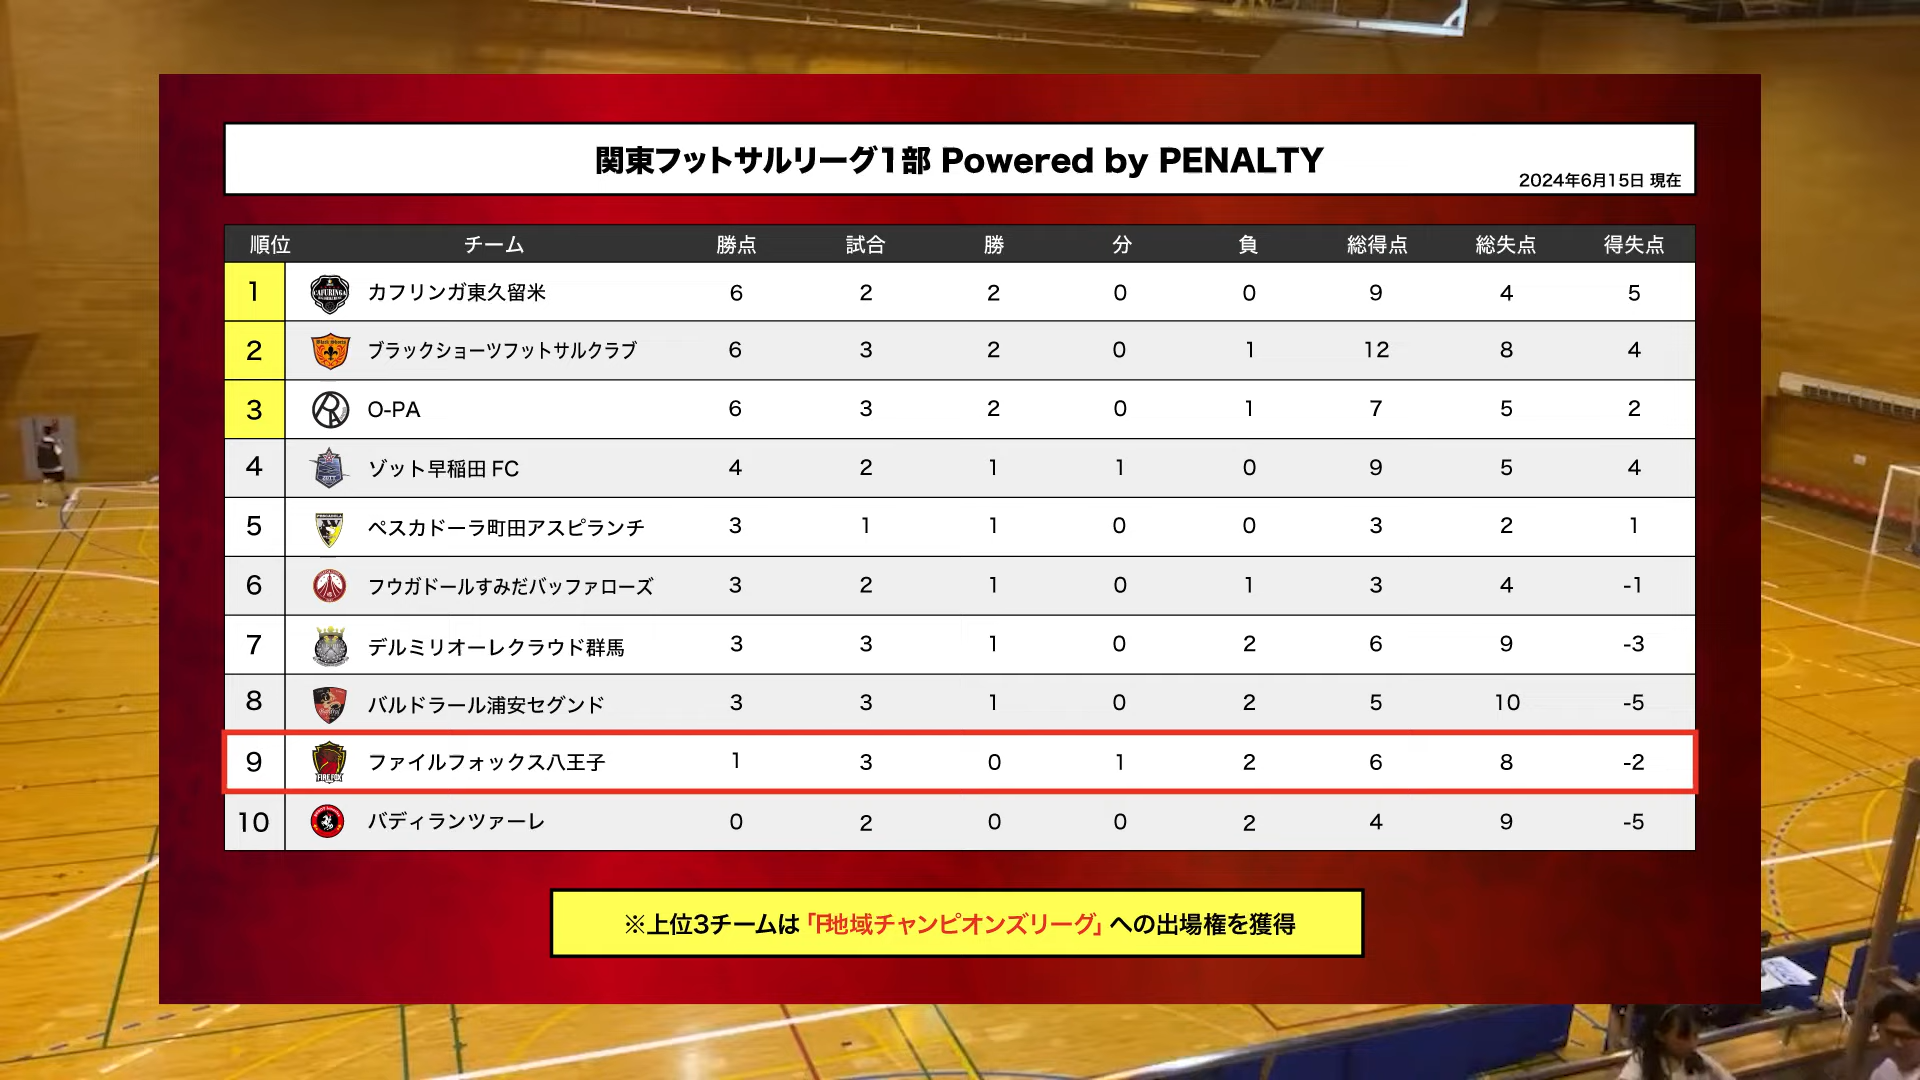 関東フットサルリーグ1部 Powered by PENALTY
2024年6月15日 現在
順位 チーム 勝点 試合 勝 分 負 総得点 総失点 得失点
1 カフリンガ東久留米 6 2 2 0 0 9 4 5
2 ブラックショーツフットサルクラブ 6 3 2 0 1 12 8 4
3 O-PA 6 3 2 0 1 7 5 2
4 ゾット早稲田 FC 4 2 1 1 0 9 5 4
5 ペスカドーラ町田アスピランチ 3 1 1 0 0 3 2 1
6 フウガドールすみだバッファローズ 3 2 1 0 1 3 4 -1
7 デルミリオーレクラウド群馬 3 3 1 0 2 6 9 -3
8 バルドラール浦安セグンド 3 3 1 0 2 5 10 -5
9 ファイルフォックス八王子 1 3 0 1 2 6 8 -2
10 バディランツァーレ 0 2 0 0 2 4 9 -5
※上位3チームは「F地域チャンピオンズリーグ」への出場権を獲得